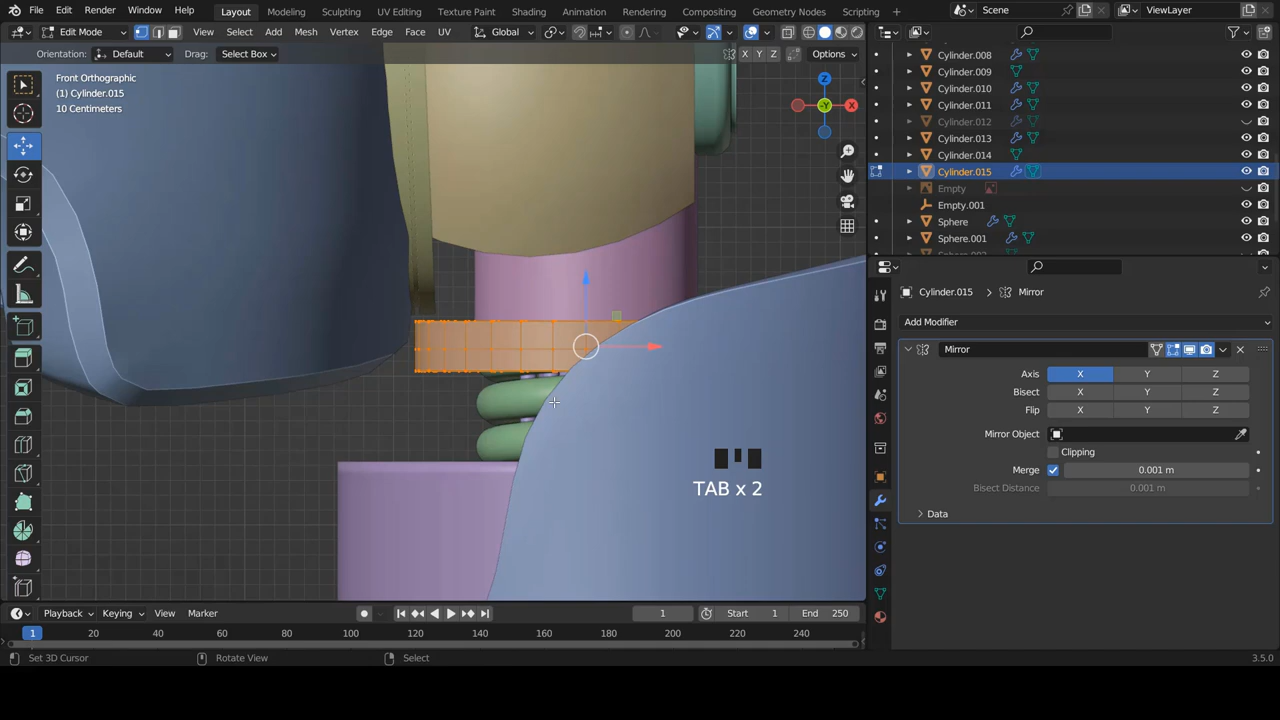 File Edit Render Window Help Layout Modeling Sculpting UV Editing Texture Paint Shading Animation Rendering Compositing Geometry Nodes Scripting Scene ViewLayer
Edit Mode View Select Add Mesh Vertex Edge Face UV Global
Orientation: Default Drag: Select Box X Y Z Options
Front Orthographic
(1) Cylinder.015
10 Centimeters
Z
Y
X
TAB x 2
Cylinder.008
Cylinder.009
Cylinder.010
Cylinder.011
Cylinder.012
Cylinder.013
Cylinder.014
Cylinder.015
Empty
Empty.001
Sphere
Sphere.001
Cylinder.015 > Mirror
Add Modifier
Mirror
Axis X Y Z
Bisect X Y Z
Flip X Y Z
Mirror Object
Clipping
Merge 0.001 m
Bisect Distance 0.001 m
Data
Playback Keying View Marker 1 Start 1 End 250
1 20 40 60 80 100 120 140 160 180 200 220 240
Set 3D Cursor Rotate View Select 3.5.0